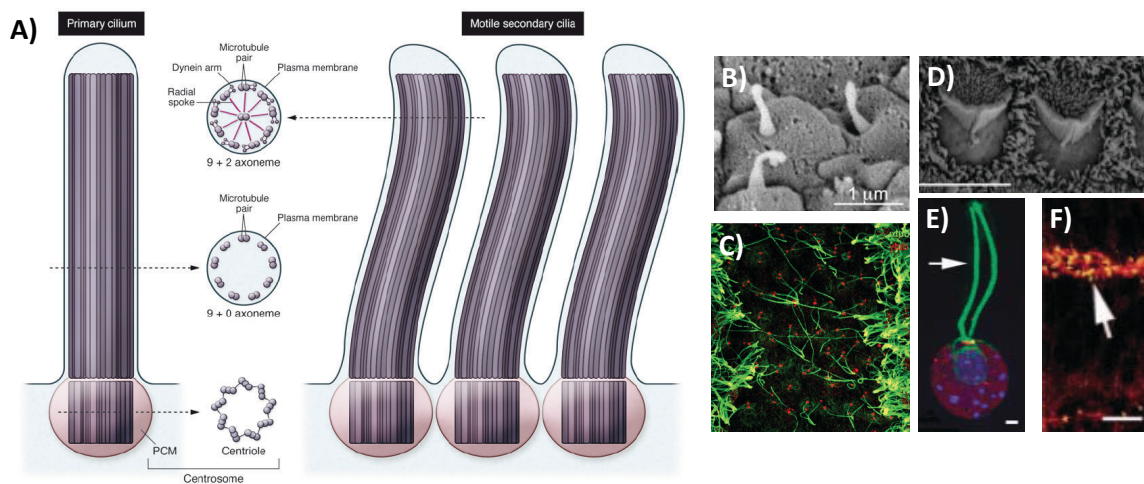 A)
Primary cilium
Motile secondary cilia
Microtubule
pair
Dynein arm
Plasma membrane
Radial
spoke
9 + 2 axoneme
Microtubule
pair
Plasma membrane
9 + 0 axoneme
PCM
Centriole
Centrosome
B)
1 µm
D)
C)
E)
F)